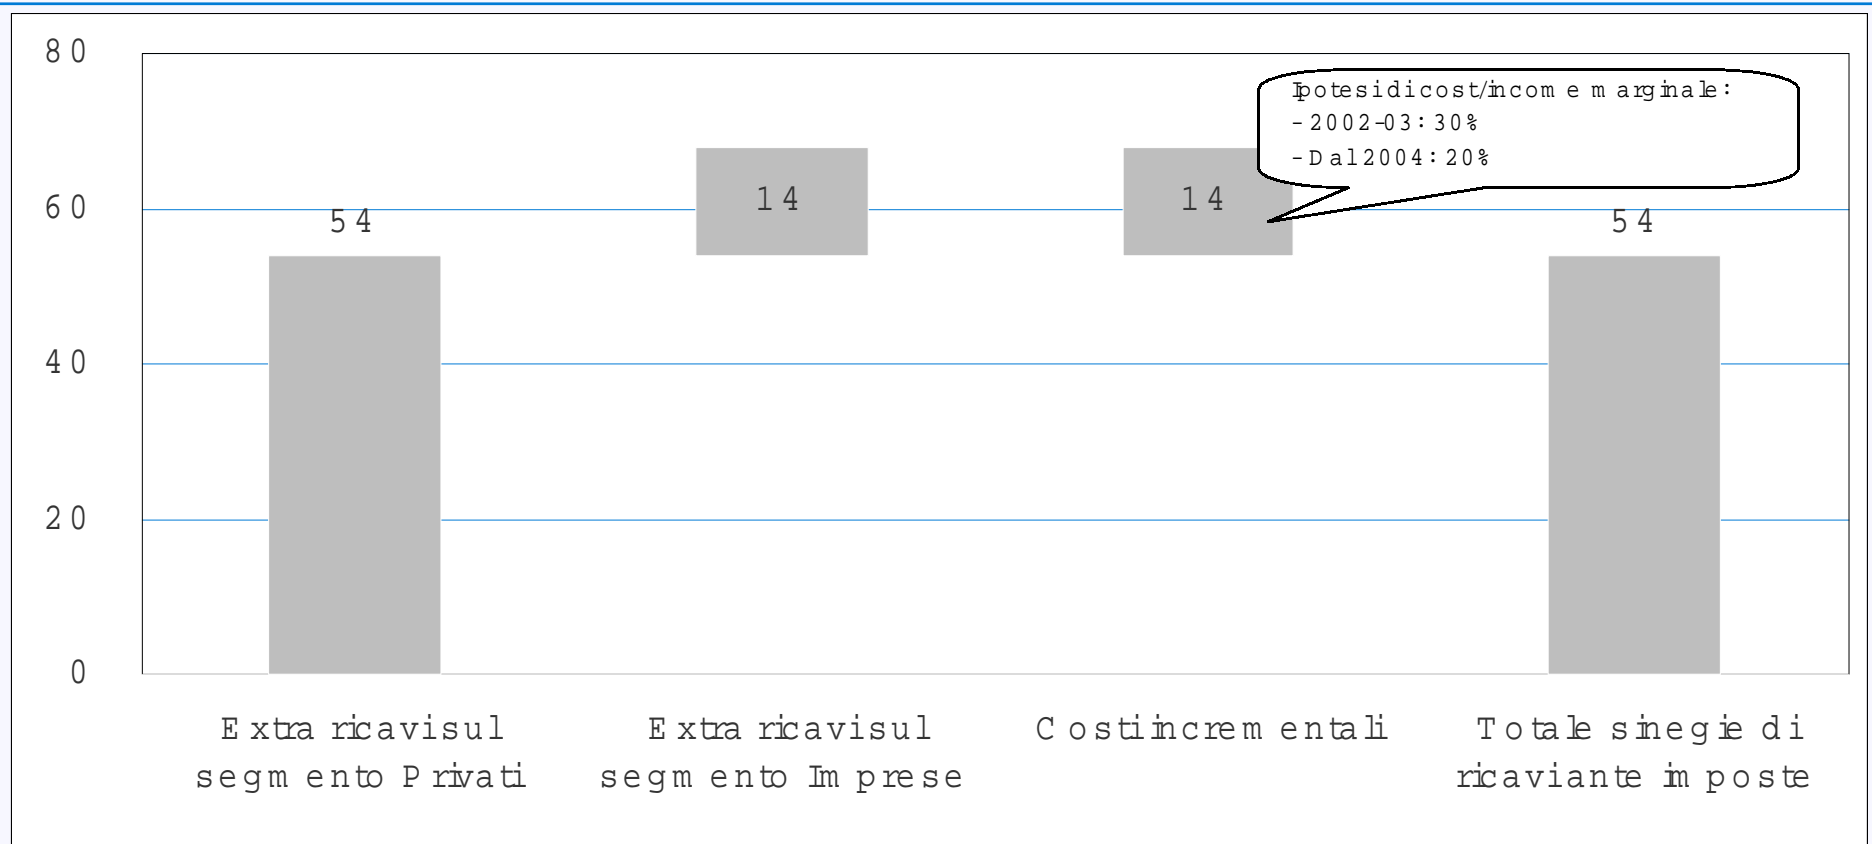 80
60
40
20
0
Ipotesi di cost/income marginale:
- 2002-03: 30%
- Dal 2004: 20%
54
14
14
54
Extra ricavi sul
segmento Privati
Extra ricavi sul
segmento Imprese
Costi incrementali
Totale sinegie di
ricavi ante imposte